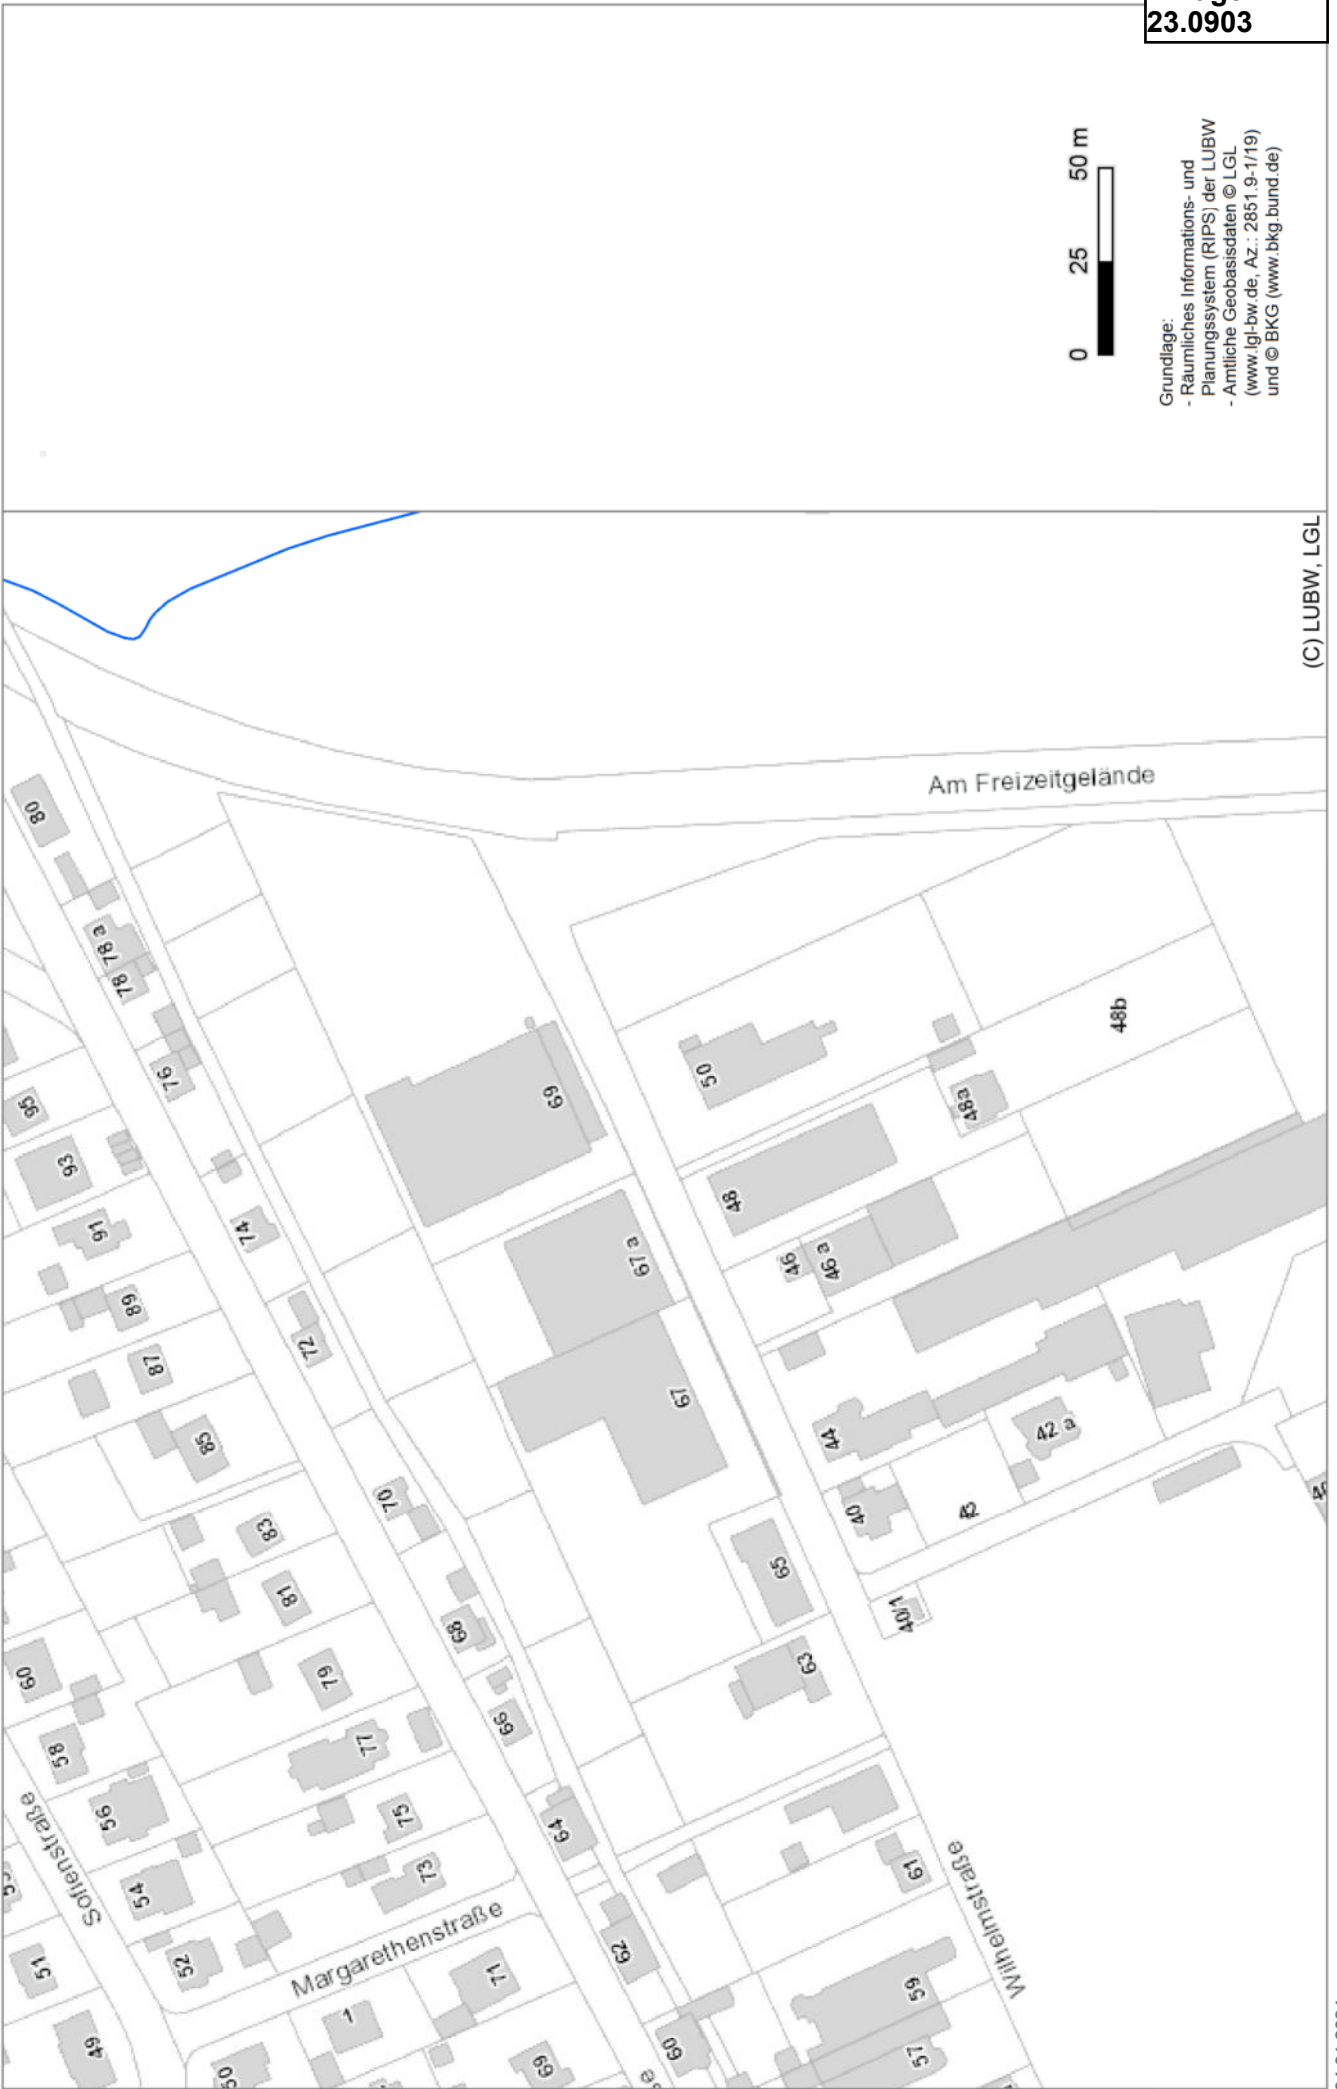 23.0903
0 25 50 m
Grundlage:
- Räumliches Informations- und
Planungssystem (RIPS) der LUBW
- Amtliche Geobasisdaten © LGL
(www.lgl-bw.de, Az.: 2851.9-1/19)
und © BKG (www.bkg.bund.de)
(C) LUBW, LGL
Am Freizeitgelände
80
78 a
78
76
95
93
91
89
87
85
74
72
70
83
81
79
77
75
73
68
66
64
62
60
60
58
56
54
52
51
49
50
1
71
69
Sofienstraße
Margarethenstraße
69
67 a
67
65
63
61
59
57
Wilhelmstraße
50
48
48a
48b
46
46 a
44
42 a
42
40
40/1